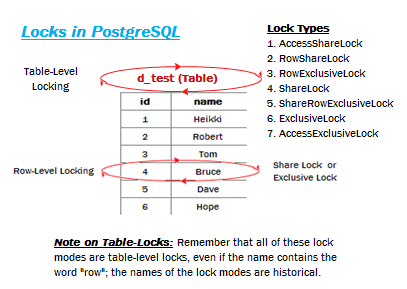 Locks in PostgreSQL
Lock Types
1. AccessShareLock
2. RowShareLock
3. RowExclusiveLock
4. ShareLock
5. ShareRowExclusiveLock
6. ExclusiveLock
7. AccessExclusiveLock
Table-Level
Locking
d_test (Table)
id name
1 Heikki
2 Robert
3 Tom
4 Bruce
5 Dave
6 Hope
Row-Level Locking
Share Lock or
Exclusive Lock
Note on Table-Locks: Remember that all of these lock
modes are table-level locks, even if the name contains the
word "row"; the names of the lock modes are historical.